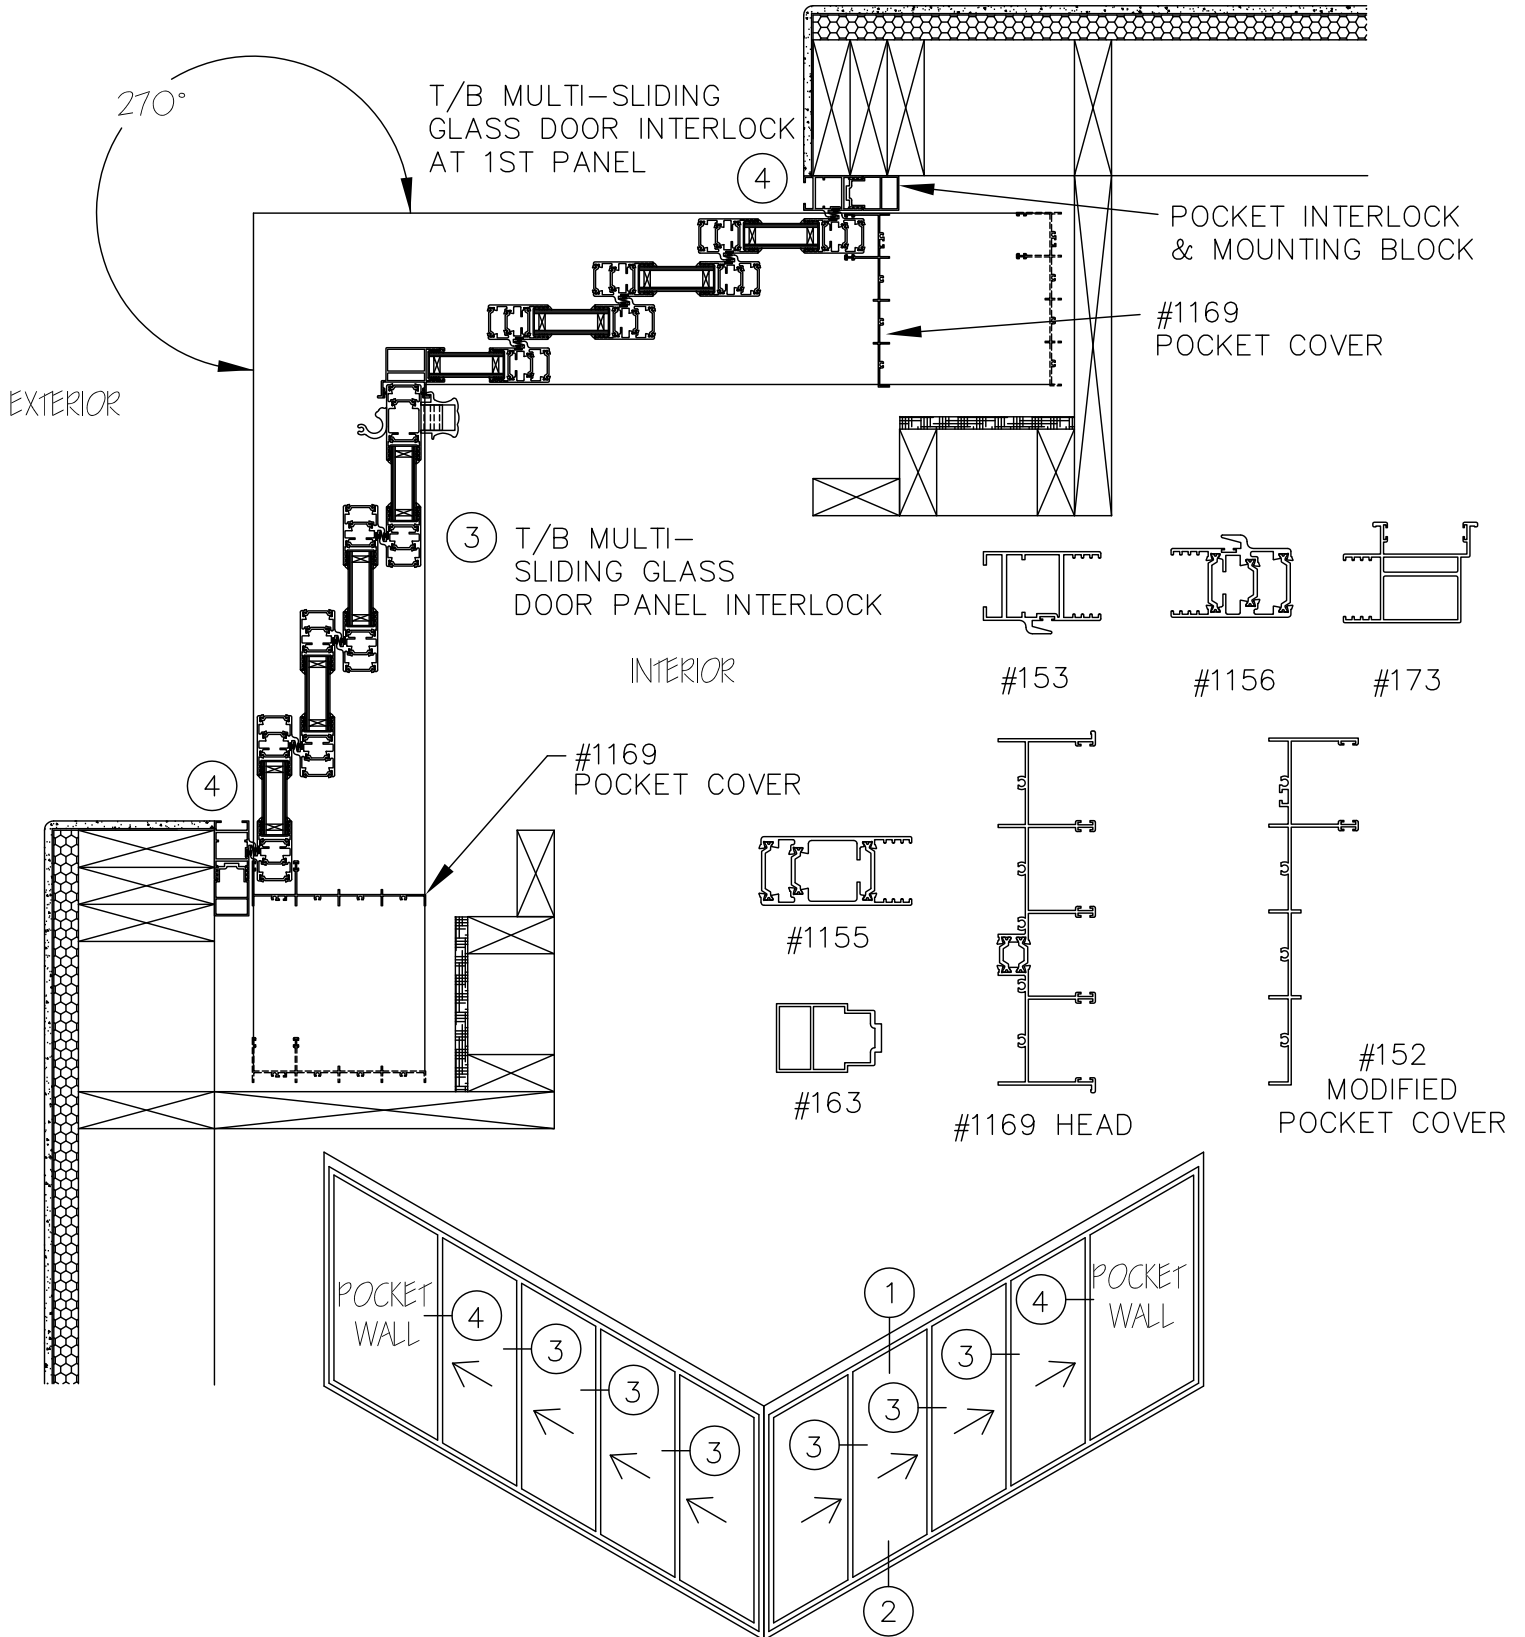 270°
T/B MULTI-SLIDING
GLASS DOOR INTERLOCK
AT 1ST PANEL
4
POCKET INTERLOCK
& MOUNTING BLOCK
#1169
POCKET COVER
EXTERIOR
3
T/B MULTI-
SLIDING GLASS
DOOR PANEL INTERLOCK
INTERIOR
#153
#1156
#173
#1169
POCKET COVER
4
#1155
#163
#1169 HEAD
#152
MODIFIED
POCKET COVER
POCKET
WALL
4
3
3
3
1
3
3
3
4
POCKET
WALL
2